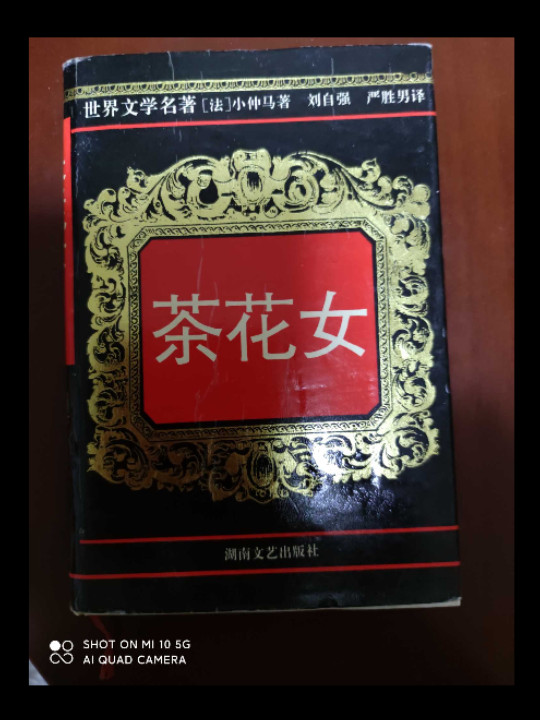 世界文学名著[法]小仲马著 刘自强 严胜男译
茶花女
湖南文艺出版社
SHOT ON MI 10 5G
AI QUAD CAMERA